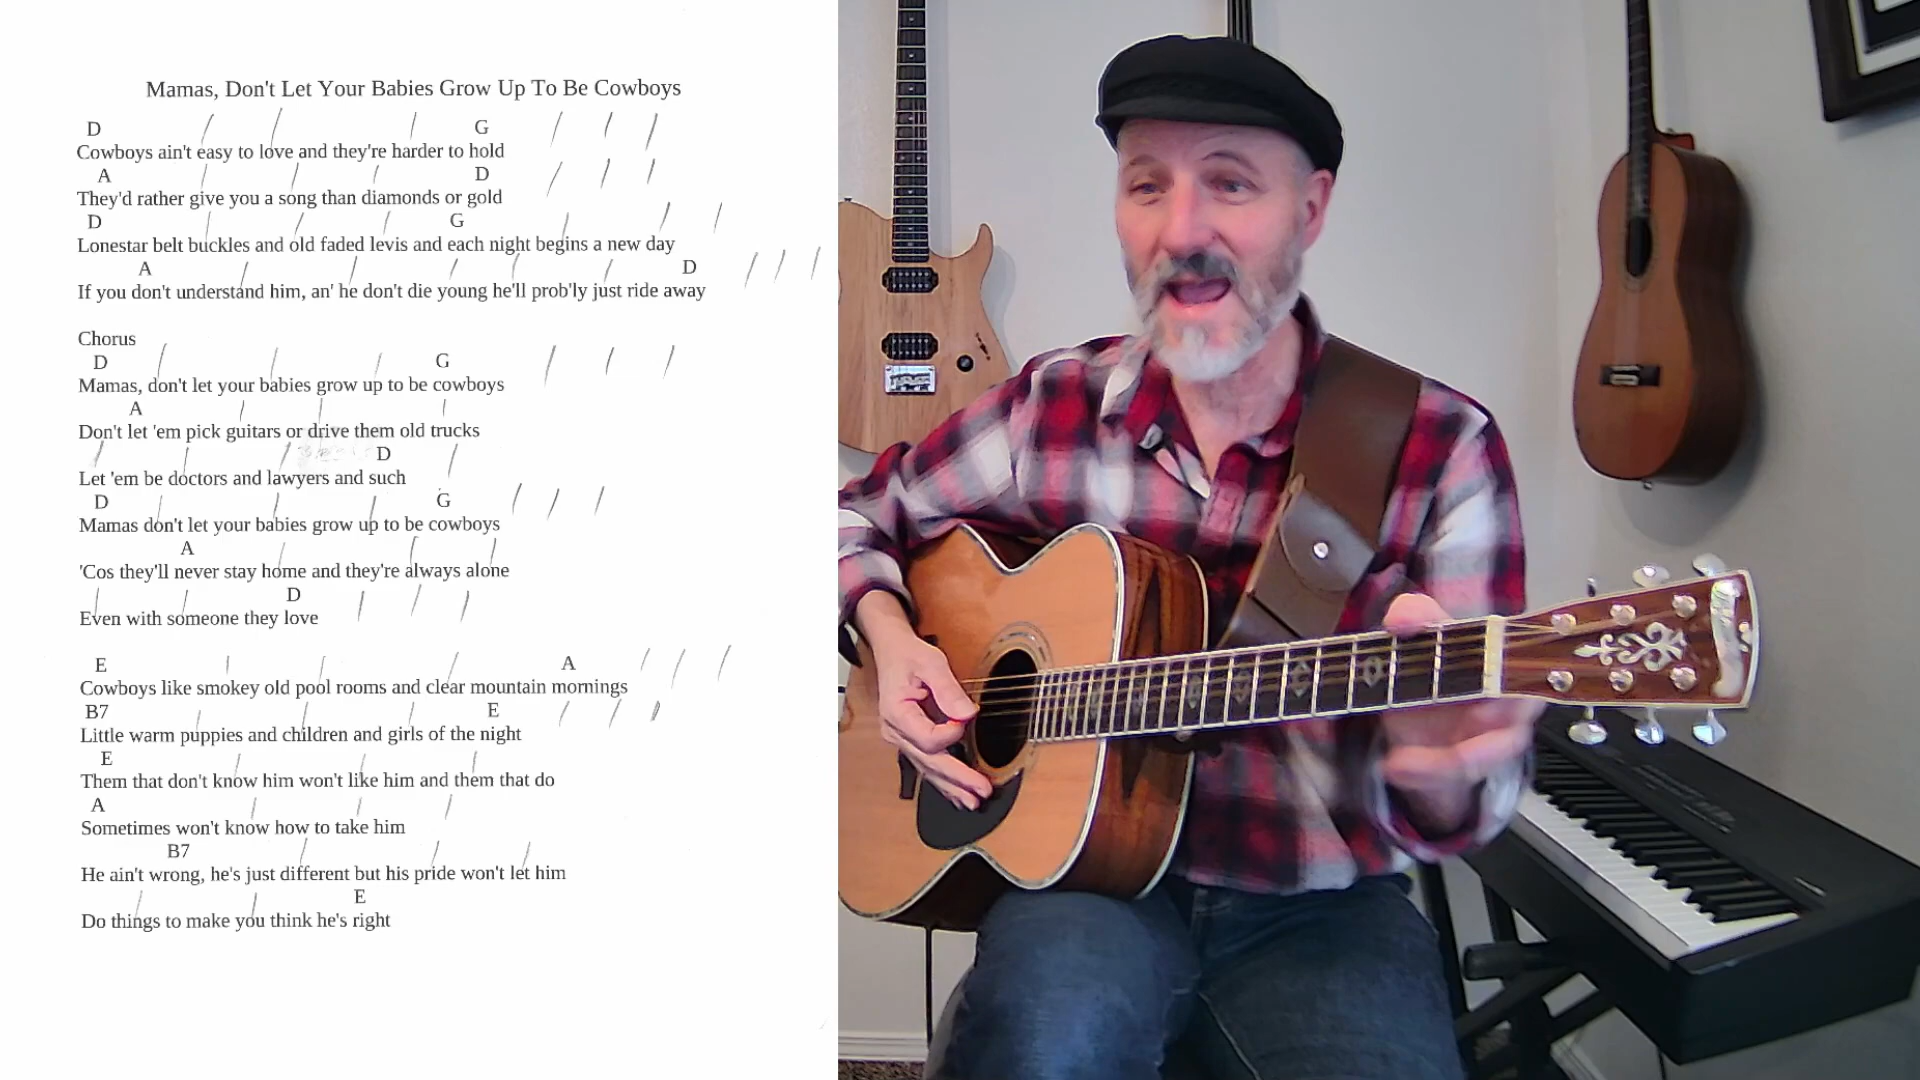 Mamas, Don't Let Your Babies Grow Up To Be Cowboys
D / / / G / / /
Cowboys ain't easy to love and they're harder to hold
A / / / D / / /
They'd rather give you a song than diamonds or gold
D / / / G / / /
Lonestar belt buckles and old faded levis and each night begins a new day
A / / / / / D / / /
If you don't understand him, an' he don't die young he'll prob'ly just ride away
Chorus
D / / / G / / /
Mamas, don't let your babies grow up to be cowboys
A / / /
Don't let 'em pick guitars or drive them old trucks
/ / / D /
Let 'em be doctors and lawyers and such
D / / / G / / /
Mamas don't let your babies grow up to be cowboys
A / / /
'Cos they'll never stay home and they're always alone
/ / D / / /
Even with someone they love
E / / / A / / /
Cowboys like smokey old pool rooms and clear mountain mornings
B7 / / / E / / /
Little warm puppies and children and girls of the night
E / / /
Them that don't know him won't like him and them that do
A / / /
Sometimes won't know how to take him
B7 / / /
He ain't wrong, he's just different but his pride won't let him
/ / E
Do things to make you think he's right